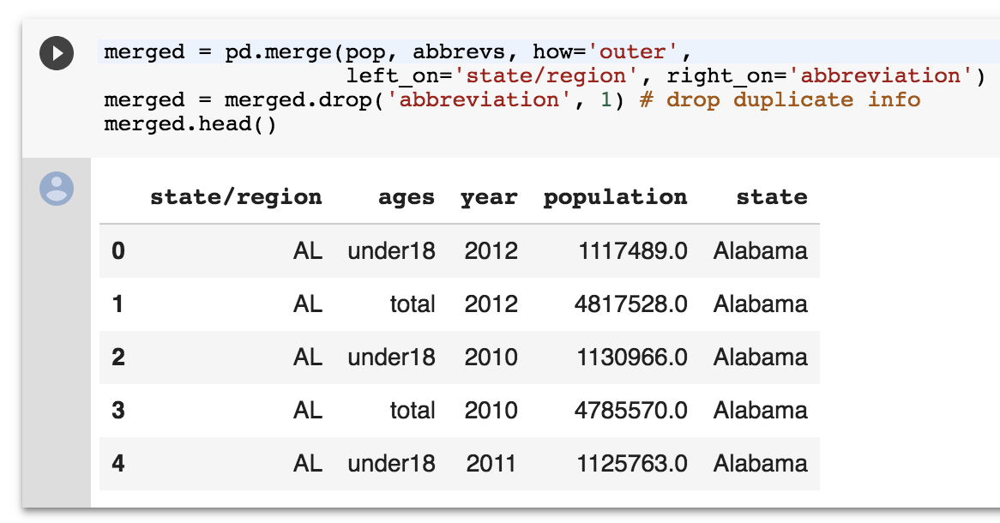 merged = pd.merge(pop, abbrevs, how='outer',
left_on='state/region', right_on='abbreviation')
merged = merged.drop('abbreviation', 1) # drop duplicate info
merged.head()
state/region ages year population state
0 AL under18 2012 1117489.0 Alabama
1 AL total 2012 4817528.0 Alabama
2 AL under18 2010 1130966.0 Alabama
3 AL total 2010 4785570.0 Alabama
4 AL under18 2011 1125763.0 Alabama